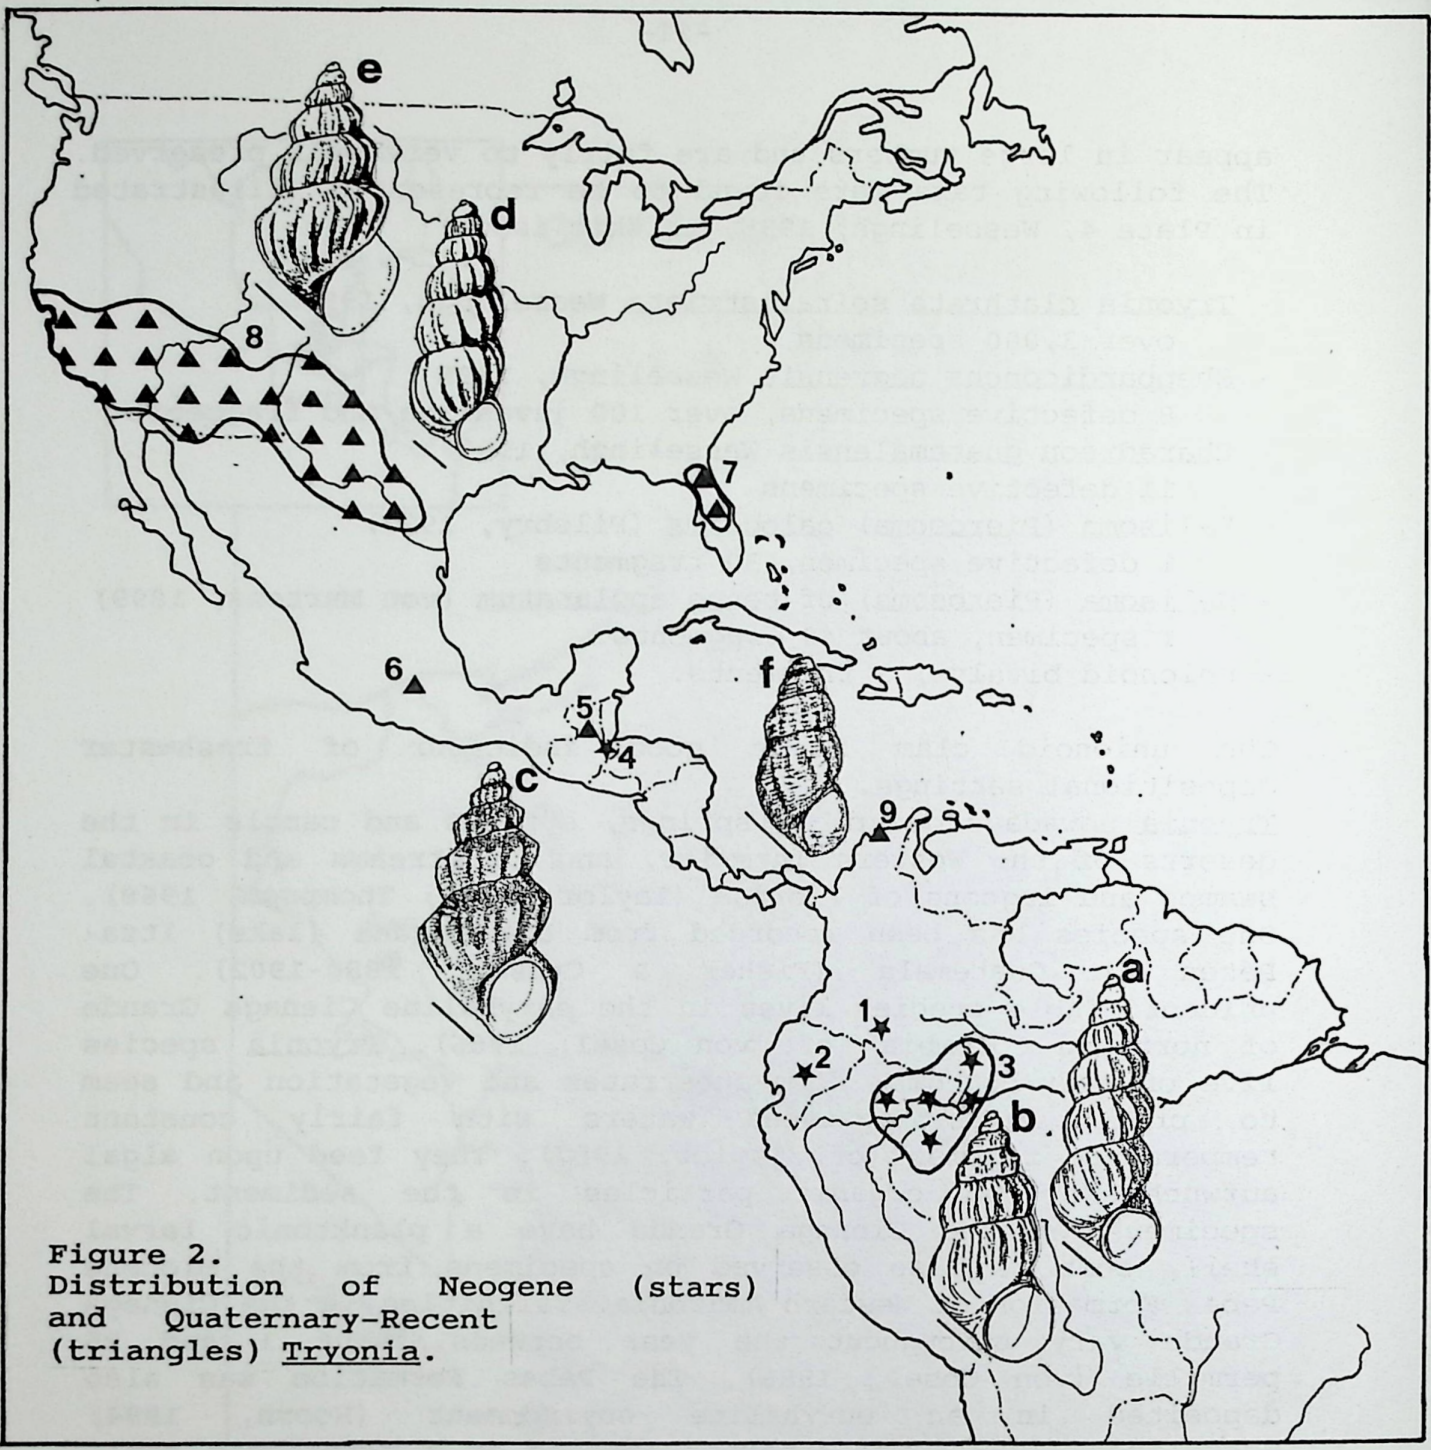 e
d
8
7
6
f
5
4
c
9
a
1
2
3
b
Figure 2.
Distribution of Neogene (stars)
and Quaternary-Recent
(triangles) Tryonia.